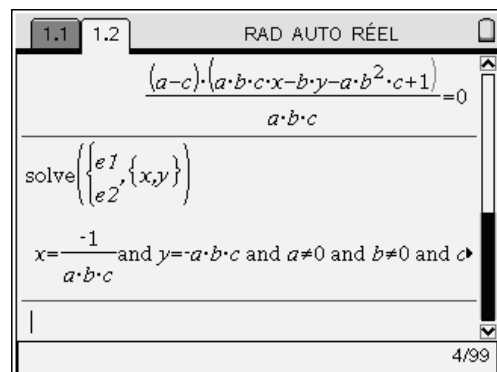 1.1 1.2 RAD AUTO RÉEL
(a-c)·(a·b·c·x-b·y-a·b²·c+1)
=0
a·b·c
solve({e1,{x,y})
e2
x=-1/(a·b·c) and y=-a·b·c and a≠0 and b≠0 and c▸
4/99